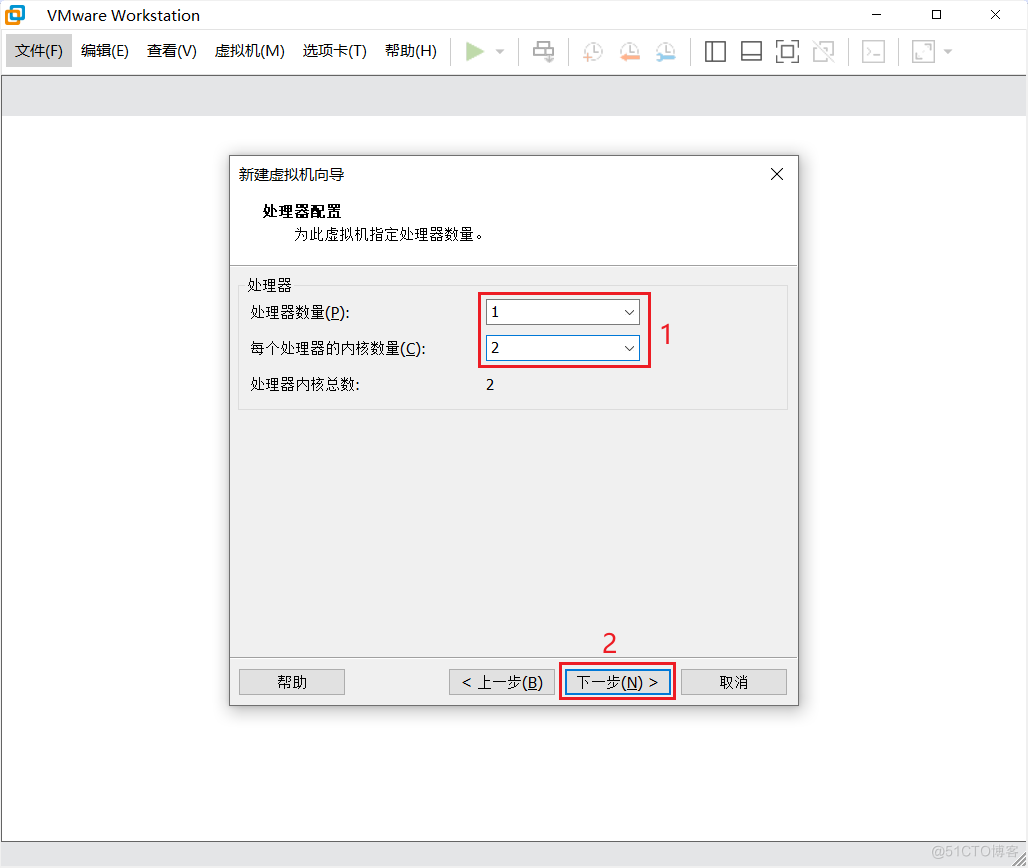 VMware Workstation
文件(F) 编辑(E) 查看(V) 虚拟机(M) 选项卡(T) 帮助(H)
新建虚拟机向导
处理器配置
为此虚拟机指定处理器数量。
处理器
处理器数量(P): 1
1
每个处理器的内核数量(C): 2
处理器内核总数: 2
2
帮助 < 上一步(B) 下一步(N) > 取消
@51CTO博客